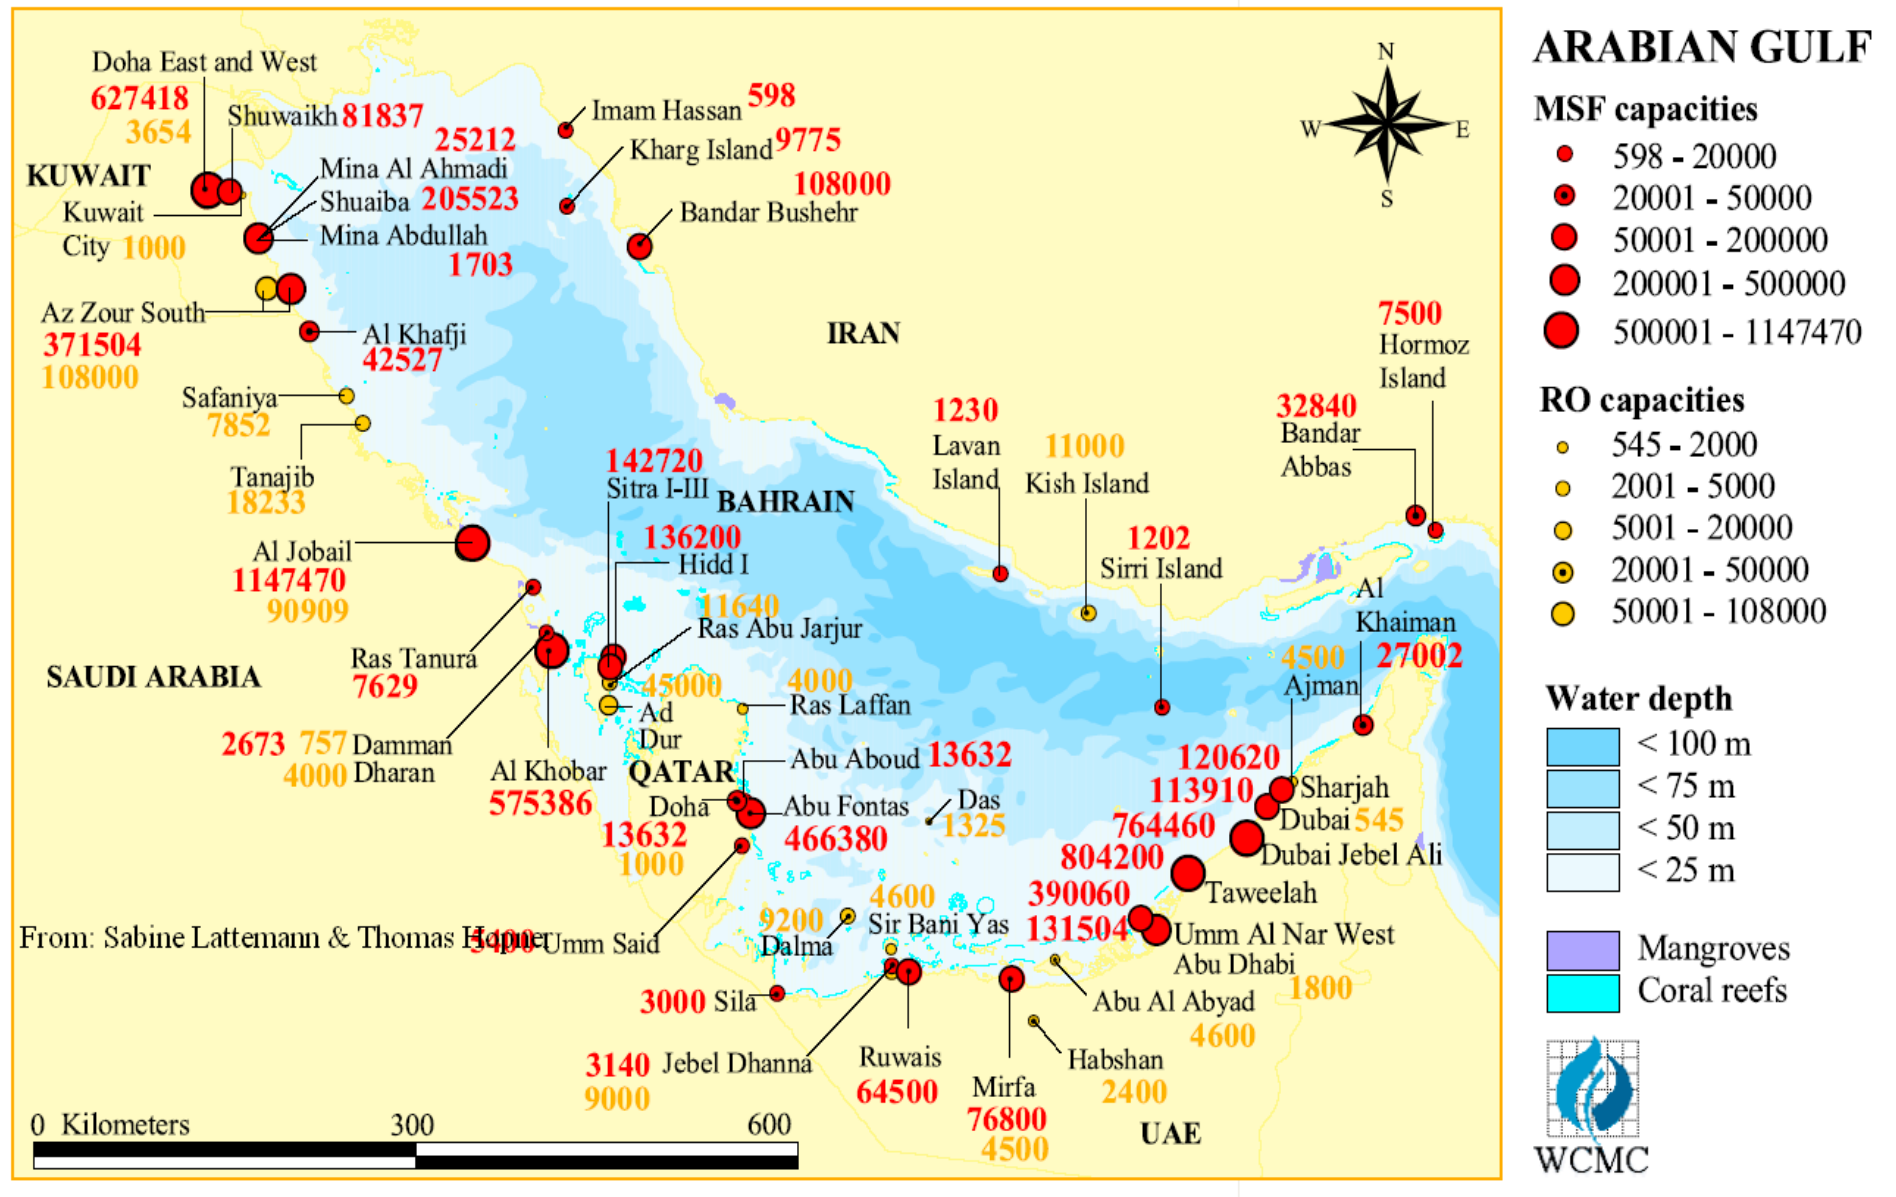 Doha East and West
627418
3654
Shuwaikh 81837
25212
KUWAIT
Mina Al Ahmadi
Shuaiba 205523
Mina Abdullah
1703
Kuwait
City 1000
Az Zour South
371504
108000
Al Khafji
42527
Safaniya
7852
Tanajib
18233
Al Jobail
1147470
90909
Ras Tanura
7629
SAUDI ARABIA
2673 757 Damman
4000 Dharan
Al Khobar
575386
Imam Hassan 598
Kharg Island 9775
108000
Bandar Bushehr
IRAN
142720
Sitra I-III
BAHRAIN
136200
Hidd I
11640
Ras Abu Jarjur
45000
Ad
Dur
4000
Ras Laffan
QATAR
Abu Aboud 13632
Doha
Abu Fontas
466380
13632
1000
Das
1325
1230
Lavan
Island
11000
Kish Island
1202
Sirri Island
32840
Bandar
Abbas
7500
Hormoz
Island
Al
Khaiman
27002
4500
Ajman
120620
Sharjah
113910
Dubai 545
764460
Dubai Jebel Ali
804200
Taweelah
390060
131504
Umm Al Nar West
Abu Dhabi
1800
Abu Al Abyad
4600
Habshan
2400
4600
Sir Bani Yas
9200
Dalma
From: Sabine Lattemann & Thomas Höpner
5400 Umm Said
3000 Sila
3140 Jebel Dhanna
9000
Ruwais
64500
Mirfa
76800
4500
UAE
0 Kilometers 300 600
N
W E
S
ARABIAN GULF
MSF capacities
598 - 20000
20001 - 50000
50001 - 200000
200001 - 500000
500001 - 1147470
RO capacities
545 - 2000
2001 - 5000
5001 - 20000
20001 - 50000
50001 - 108000
Water depth
< 100 m
< 75 m
< 50 m
< 25 m
Mangroves
Coral reefs
WCMC